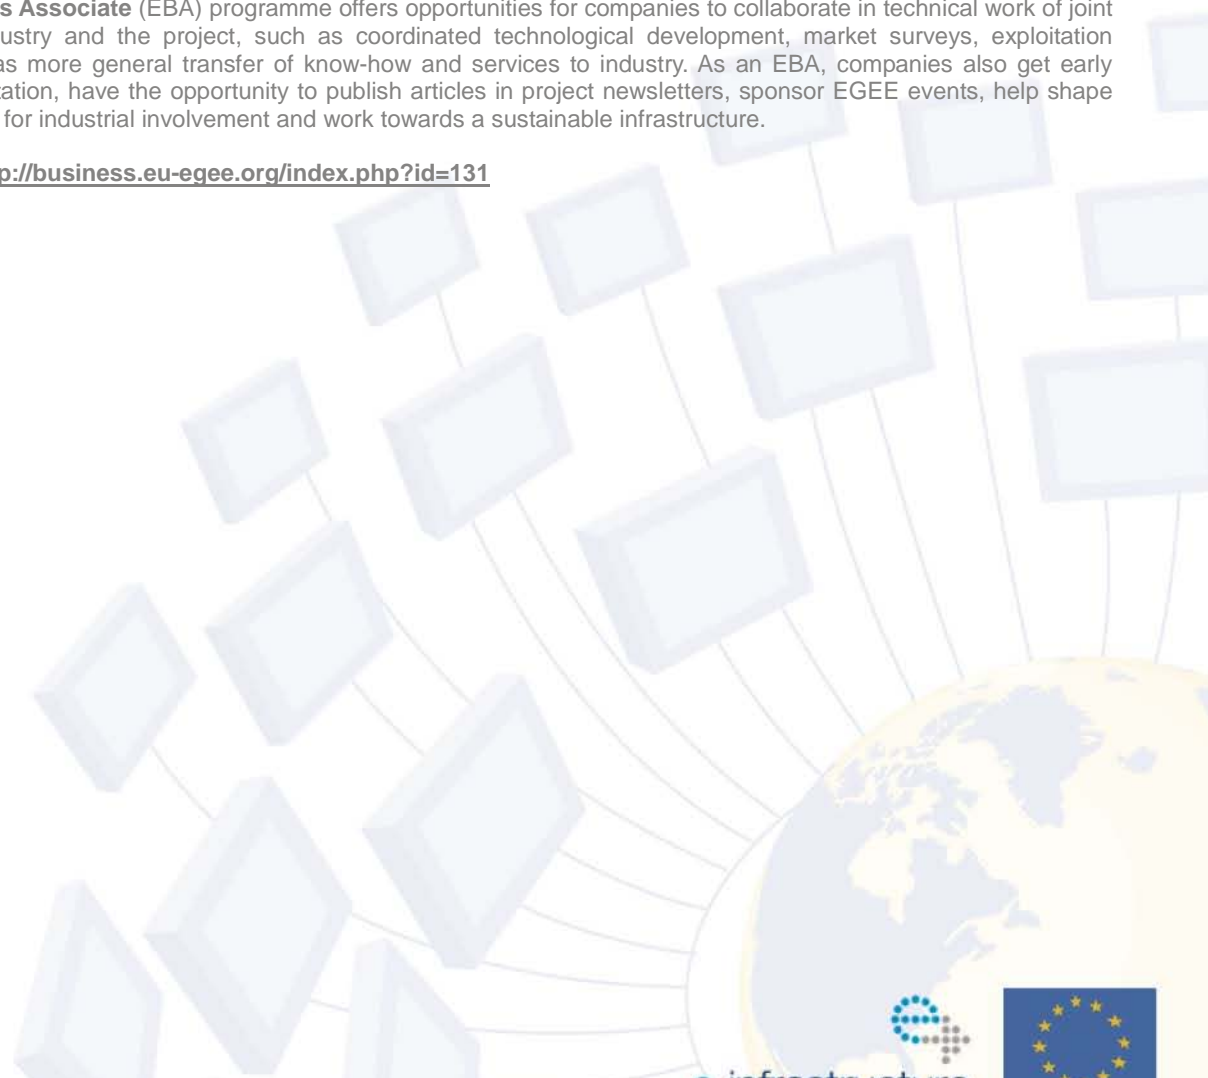 s Associate (EBA) programme offers opportunities for companies to collaborate in technical work of joint
ustry and the project, such as coordinated technological development, market surveys, exploitation
as more general transfer of know-how and services to industry. As an EBA, companies also get early
tation, have the opportunity to publish articles in project newsletters, sponsor EGEE events, help shape
for industrial involvement and work towards a sustainable infrastructure.
p://business.eu-egee.org/index.php?id=131